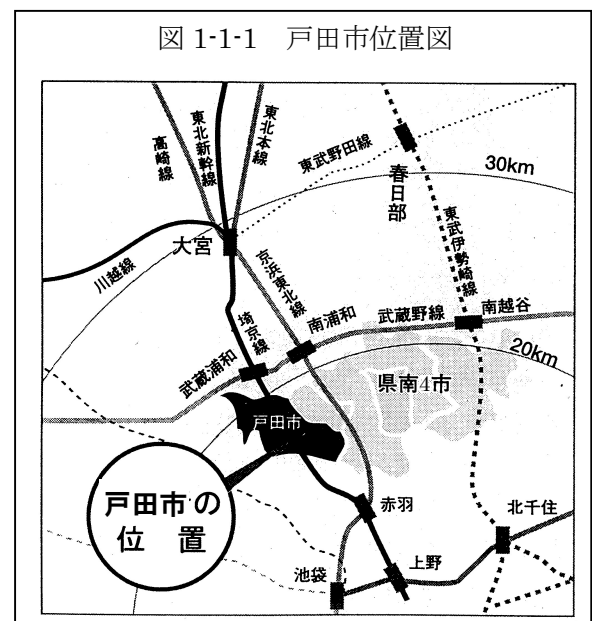 図 1-1-1　戸田市位置図
高崎線
東北新幹線
東北本線
東武野田線
春日部
30km
大宮
川越線
京浜東北線
東武伊勢崎線
埼京線
南浦和
武蔵野線
南越谷
武蔵浦和
20km
県南4市
戸田市
戸田市の
位　置
赤羽
北千住
池袋
上野